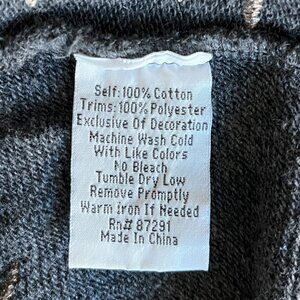 Self: 100% Cotton
Trims: 100% Polyester
Exclusive Of Decoration
Machine Wash Cold
With Like Colors
No Bleach
Tumble Dry Low
Remove Promptly
Warm Iron If Needed
Rn# 87291
Made In China